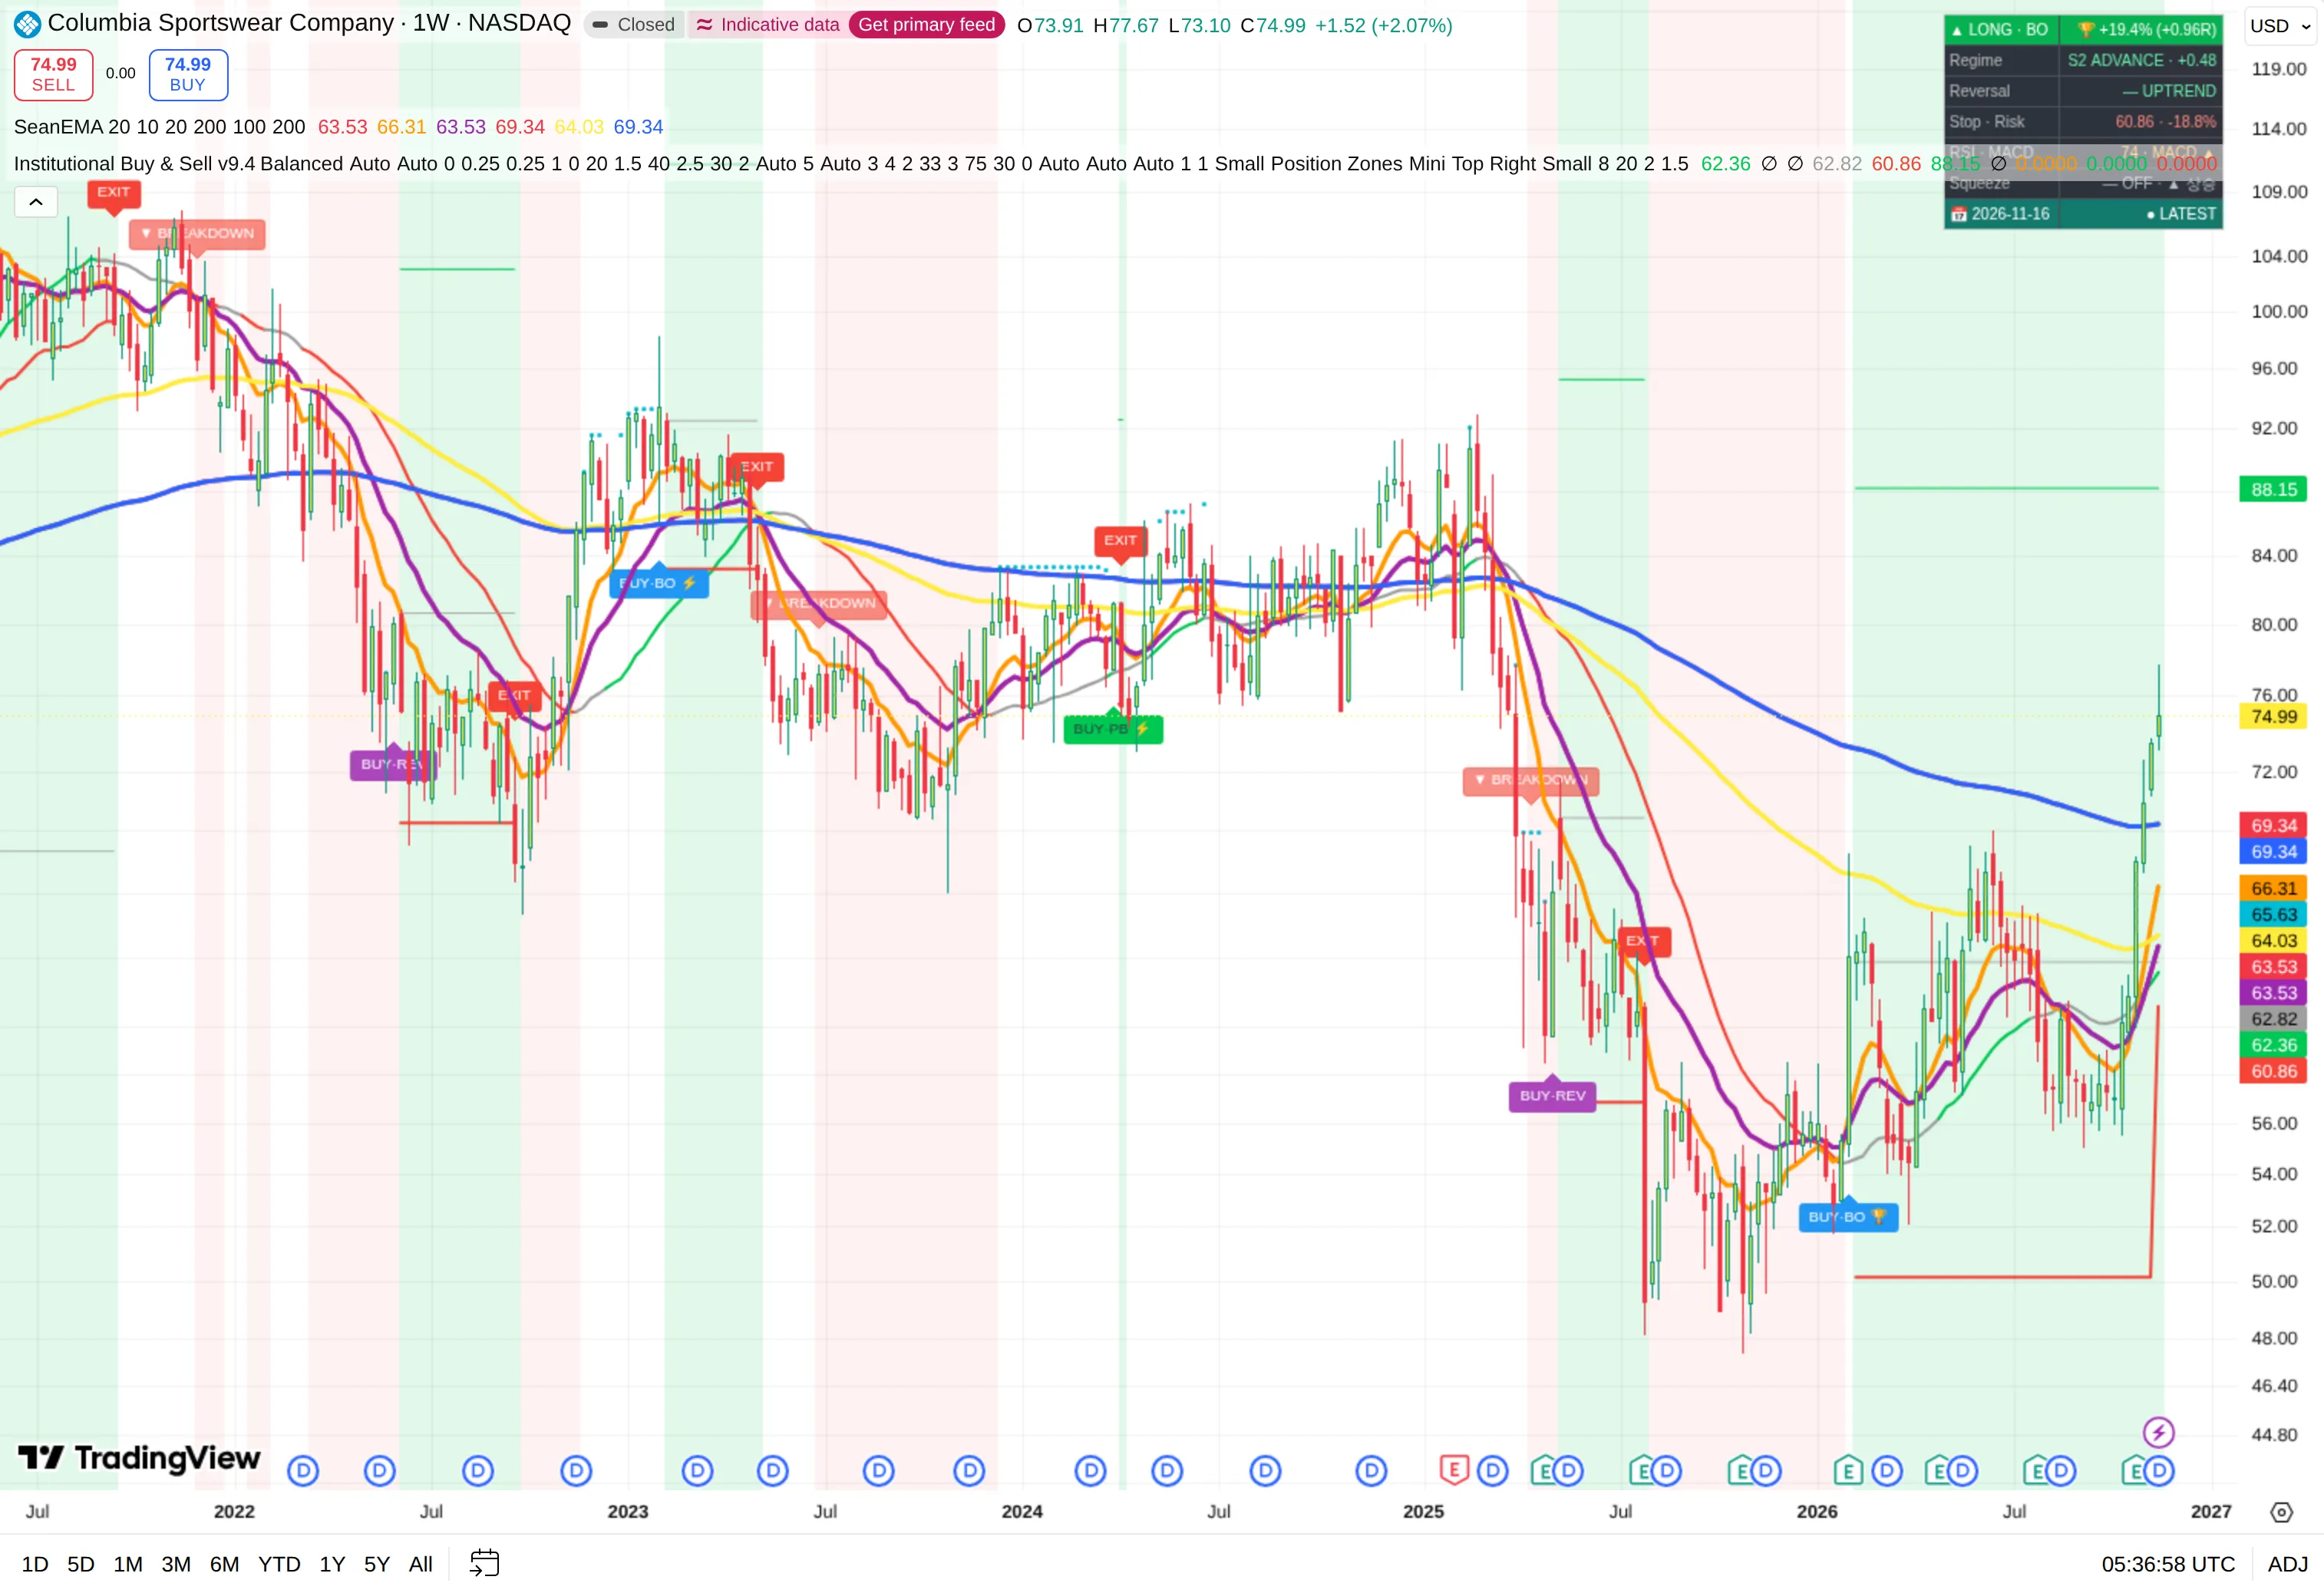 Columbia Sportswear Company · 1W · NASDAQ Closed Indicative data Get primary feed O73.91 H77.67 L73.10 C74.99 +1.52 (+2.07%)
74.99 SELL 0.00 74.99 BUY
SeanEMA 20 10 20 200 100 200 63.53 66.31 63.53 69.34 64.03 69.34
Institutional Buy & Sell v9.4 Balanced Auto Auto 0 0.25 0.25 1 0 20 1.5 40 2.5 30 2 Auto 5 Auto 3 4 2 33 3 75 30 0 Auto Auto Auto 1 1 Small Position Zones Mini Top Right Small 8 20 2 1.5 62.36 ∅ ∅ 62.82 60.86 88.15 ∅ 0.0000 0.0000 0.0000
▲ LONG · BO 🏆 +19.4% (+0.96R)
Regime S2 ADVANCE · +0.48
Reversal — UPTREND
Stop · Risk 60.86 · -18.8%
RSI · MACD 74 · MACD ▲
Squeeze — OFF · ▲ 상승
📅 2026-11-16 ● LATEST
USD
119.00
114.00
109.00
104.00
100.00
96.00
92.00
88.15
84.00
80.00
76.00
74.99
72.00
69.34
69.34
66.31
65.63
64.03
63.53
63.53
62.82
62.36
60.86
56.00
54.00
52.00
50.00
48.00
46.40
44.80
EXIT
▼ BREAKDOWN
EXIT
EXIT
BUY-BO ⚡
▼ BREAKDOWN
EXIT
BUY-REV
BUY-PB ⚡
▼ BREAKDOWN
EXIT
BUY-REV
BUY-BO 🏆
TradingView
D D D D D D D D D D D D E D E D E D E D E D E D E D E D
Jul 2022 Jul 2023 Jul 2024 Jul 2025 Jul 2026 Jul 2027
1D 5D 1M 3M 6M YTD 1Y 5Y All 05:36:58 UTC ADJ